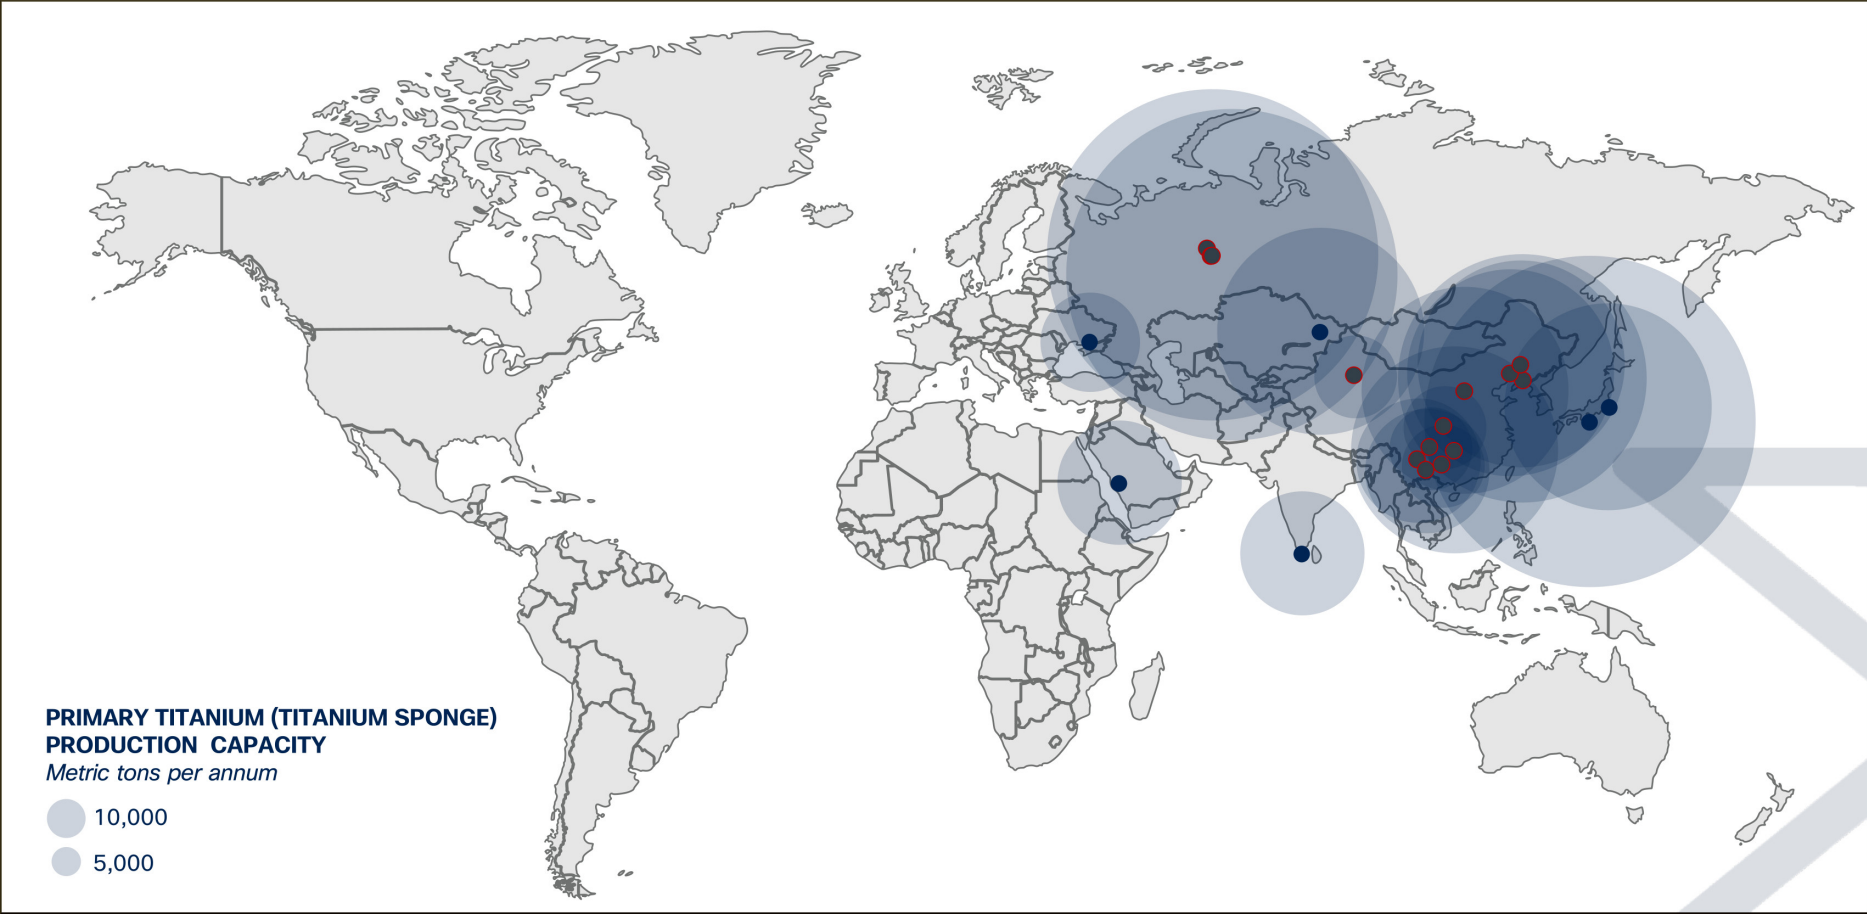 PRIMARY TITANIUM (TITANIUM SPONGE)
PRODUCTION CAPACITY
Metric tons per annum
10,000
5,000